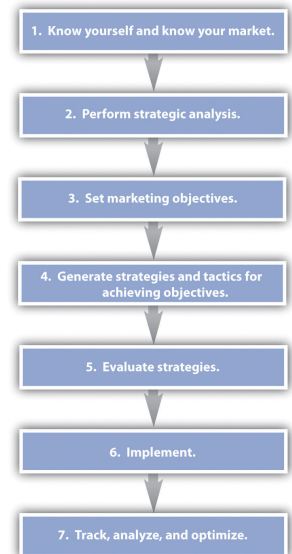 1. Know yourself and know your market.
2. Perform strategic analysis.
3. Set marketing objectives.
4. Generate strategies and tactics for
achieving objectives.
5. Evaluate strategies.
6. Implement.
7. Track, analyze, and optimize.